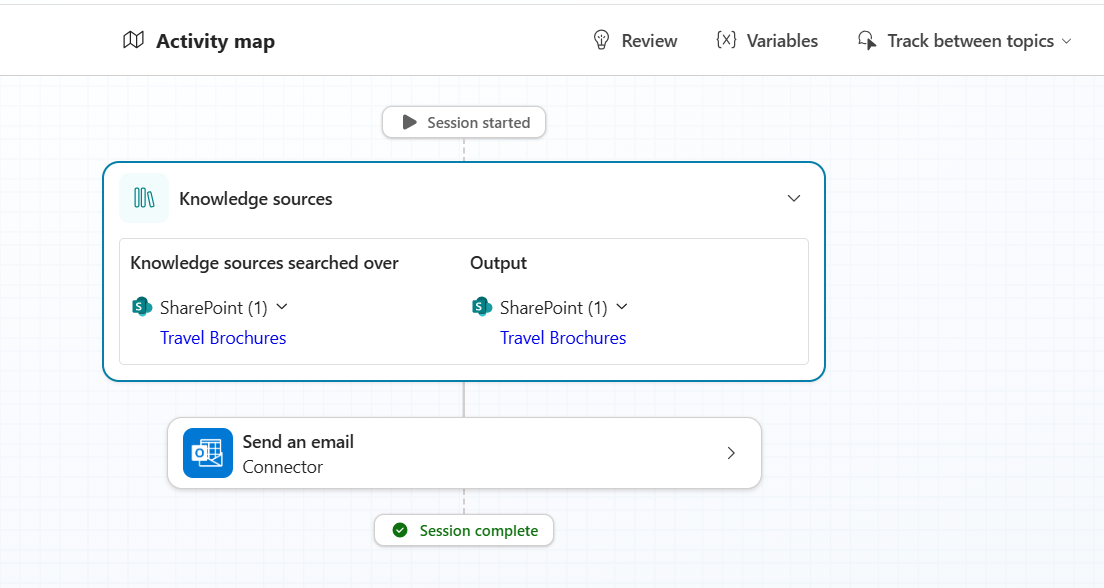 Activity map
Review
Variables
Track between topics
Session started
Knowledge sources
Knowledge sources searched over
Output
SharePoint (1)
SharePoint (1)
Travel Brochures
Travel Brochures
Send an email
Connector
Session complete